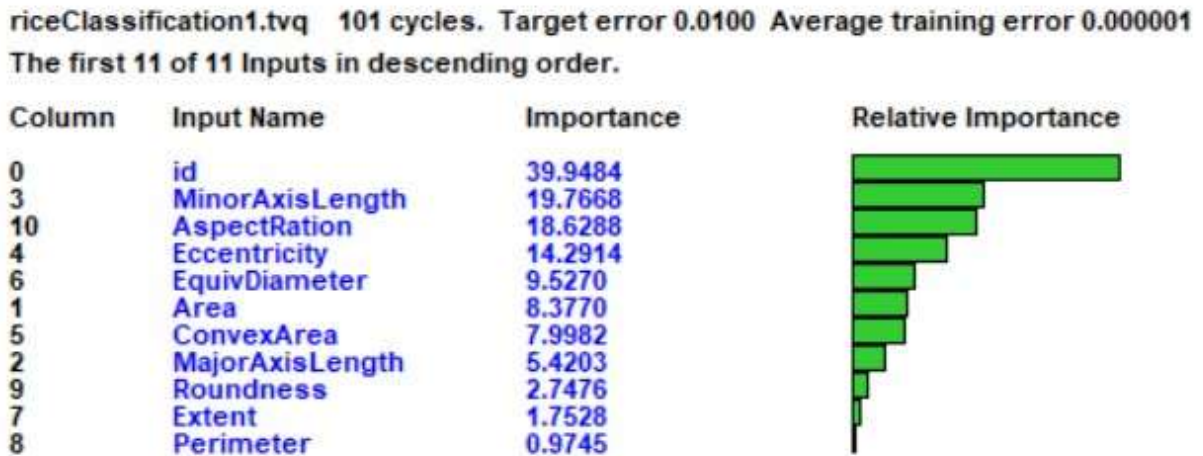 riceClassification1.tvq 101 cycles. Target error 0.0100 Average training error 0.000001
The first 11 of 11 Inputs in descending order.
Column Input Name Importance Relative Importance
0 id 39.9484
3 MinorAxisLength 19.7668
10 AspectRation 18.6288
4 Eccentricity 14.2914
6 EquivDiameter 9.5270
1 Area 8.3770
5 ConvexArea 7.9982
2 MajorAxisLength 5.4203
9 Roundness 2.7476
7 Extent 1.7528
8 Perimeter 0.9745